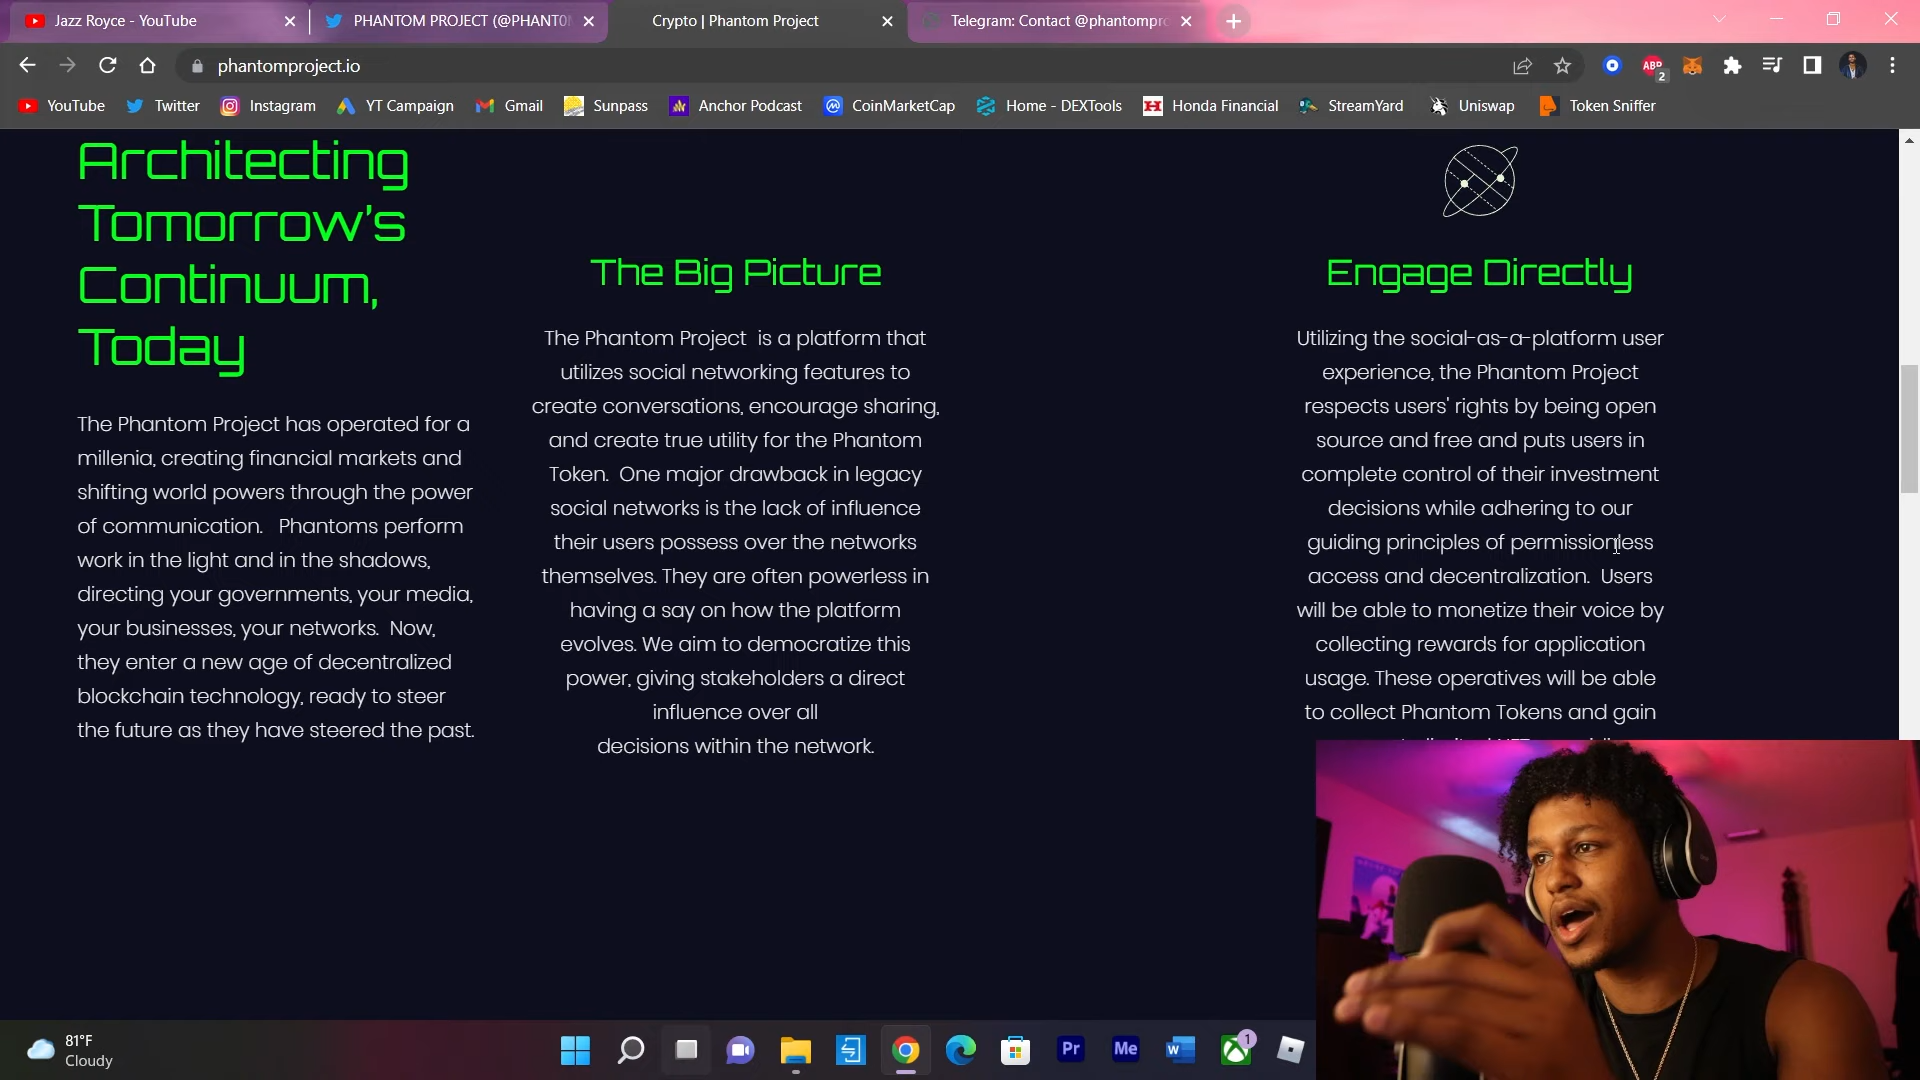 Jazz Royce - YouTube
PHANTOM PROJECT (@PHANT0
Crypto | Phantom Project
Telegram: Contact @phantompr
phantomproject.io
ABP
2
YouTube
Twitter
Instagram
YT Campaign
Gmail
Sunpass
Anchor Podcast
CoinMarketCap
Home - DEXTools
Honda Financial
StreamYard
Uniswap
Token Sniffer
Architecting
Tomorrow's
Continuum,
Today
The Phantom Project has operated for a
millenia, creating financial markets and
shifting world powers through the power
of communication. Phantoms perform
work in the light and in the shadows,
directing your governments, your media,
your businesses, your networks. Now,
they enter a new age of decentralized
blockchain technology, ready to steer
the future as they have steered the past.
The Big Picture
The Phantom Project is a platform that
utilizes social networking features to
create conversations, encourage sharing,
and create true utility for the Phantom
Token. One major drawback in legacy
social networks is the lack of influence
their users possess over the networks
themselves. They are often powerless in
having a say on how the platform
evolves. We aim to democratize this
power, giving stakeholders a direct
influence over all
decisions within the network.
Engage Directly
Utilizing the social-as-a-platform user
experience, the Phantom Project
respects users' rights by being open
source and free and puts users in
complete control of their investment
decisions while adhering to our
guiding principles of permissionless
access and decentralization. Users
will be able to monetize their voice by
collecting rewards for application
usage. These operatives will be able
to collect Phantom Tokens and gain
81°F
Cloudy
Pr
Me
W
1